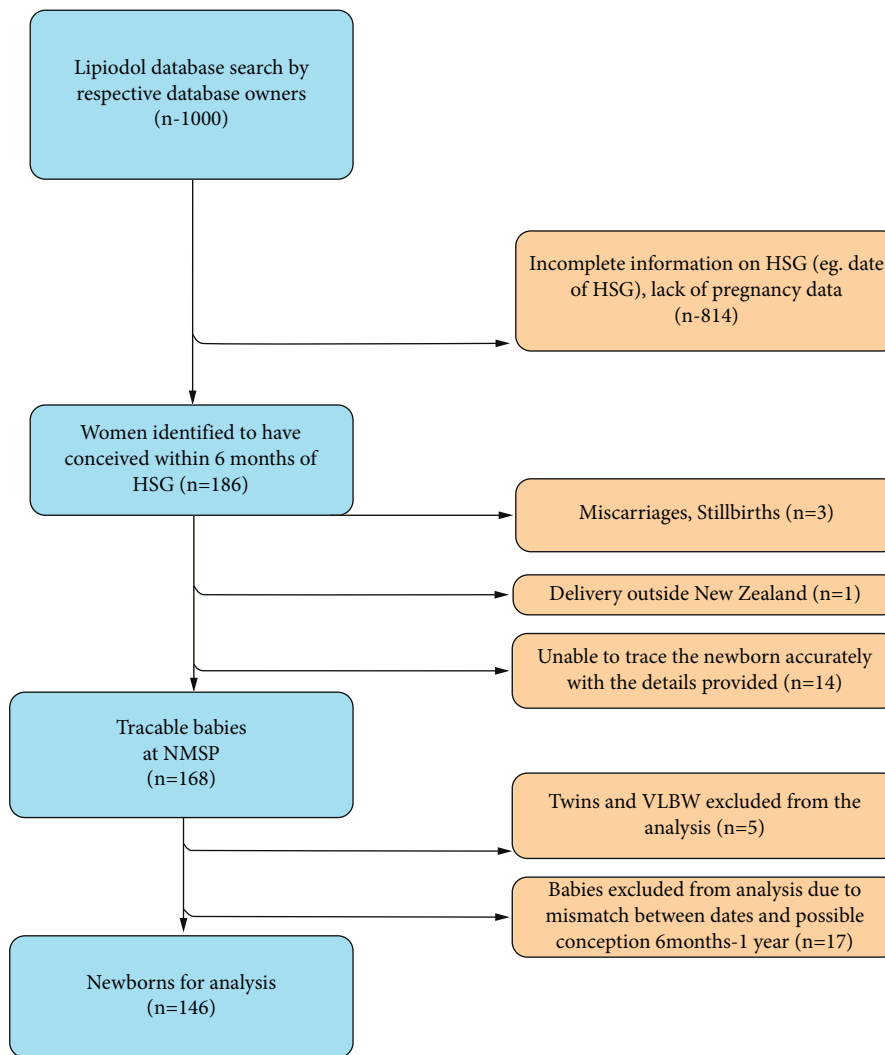 Lipiodol database search by
respective database owners
(n-1000)
Incomplete information on HSG (eg. date
of HSG), lack of pregnancy data
(n-814)
Women identified to have
conceived within 6 months of
HSG (n=186)
Miscarriages, Stillbirths (n=3)
Delivery outside New Zealand (n=1)
Unable to trace the newborn accurately
with the details provided (n=14)
Tracable babies
at NMSP
(n=168)
Twins and VLBW excluded from the
analysis (n=5)
Babies excluded from analysis due to
mismatch between dates and possible
conception 6months-1 year (n=17)
Newborns for analysis
(n=146)